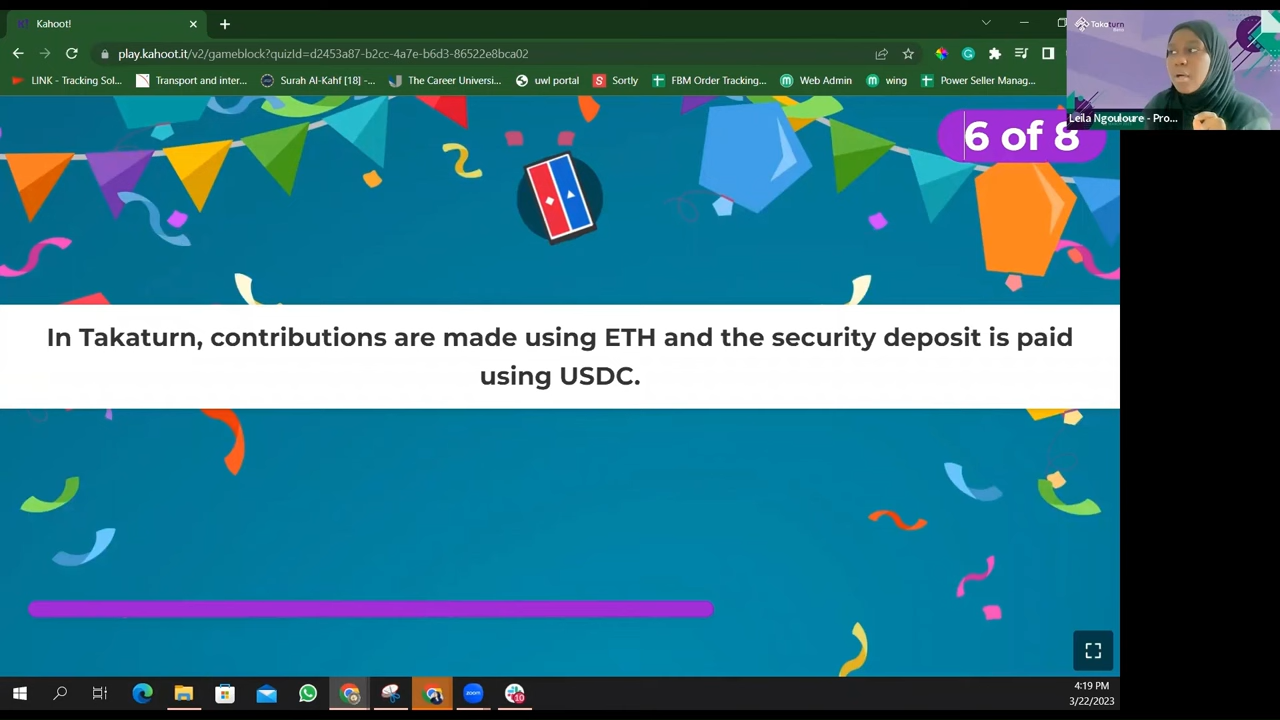 Kahoot!
play.kahoot.it/v2/gameblock?quizId=d2453a87-b2cc-4a7e-b6d3-86522e8bca02
LINK - Tracking Sol... Transport and inter... Surah Al-Kahf [18] -... The Career Universi... uwl portal Sortly FBM Order Tracking... Web Admin wing Power Seller Manag...
Takaturn
Leila Ngouloure - Pro...
6 of 8
In Takaturn, contributions are made using ETH and the security deposit is paid
using USDC.
zoom
10
4:19 PM
3/22/2023